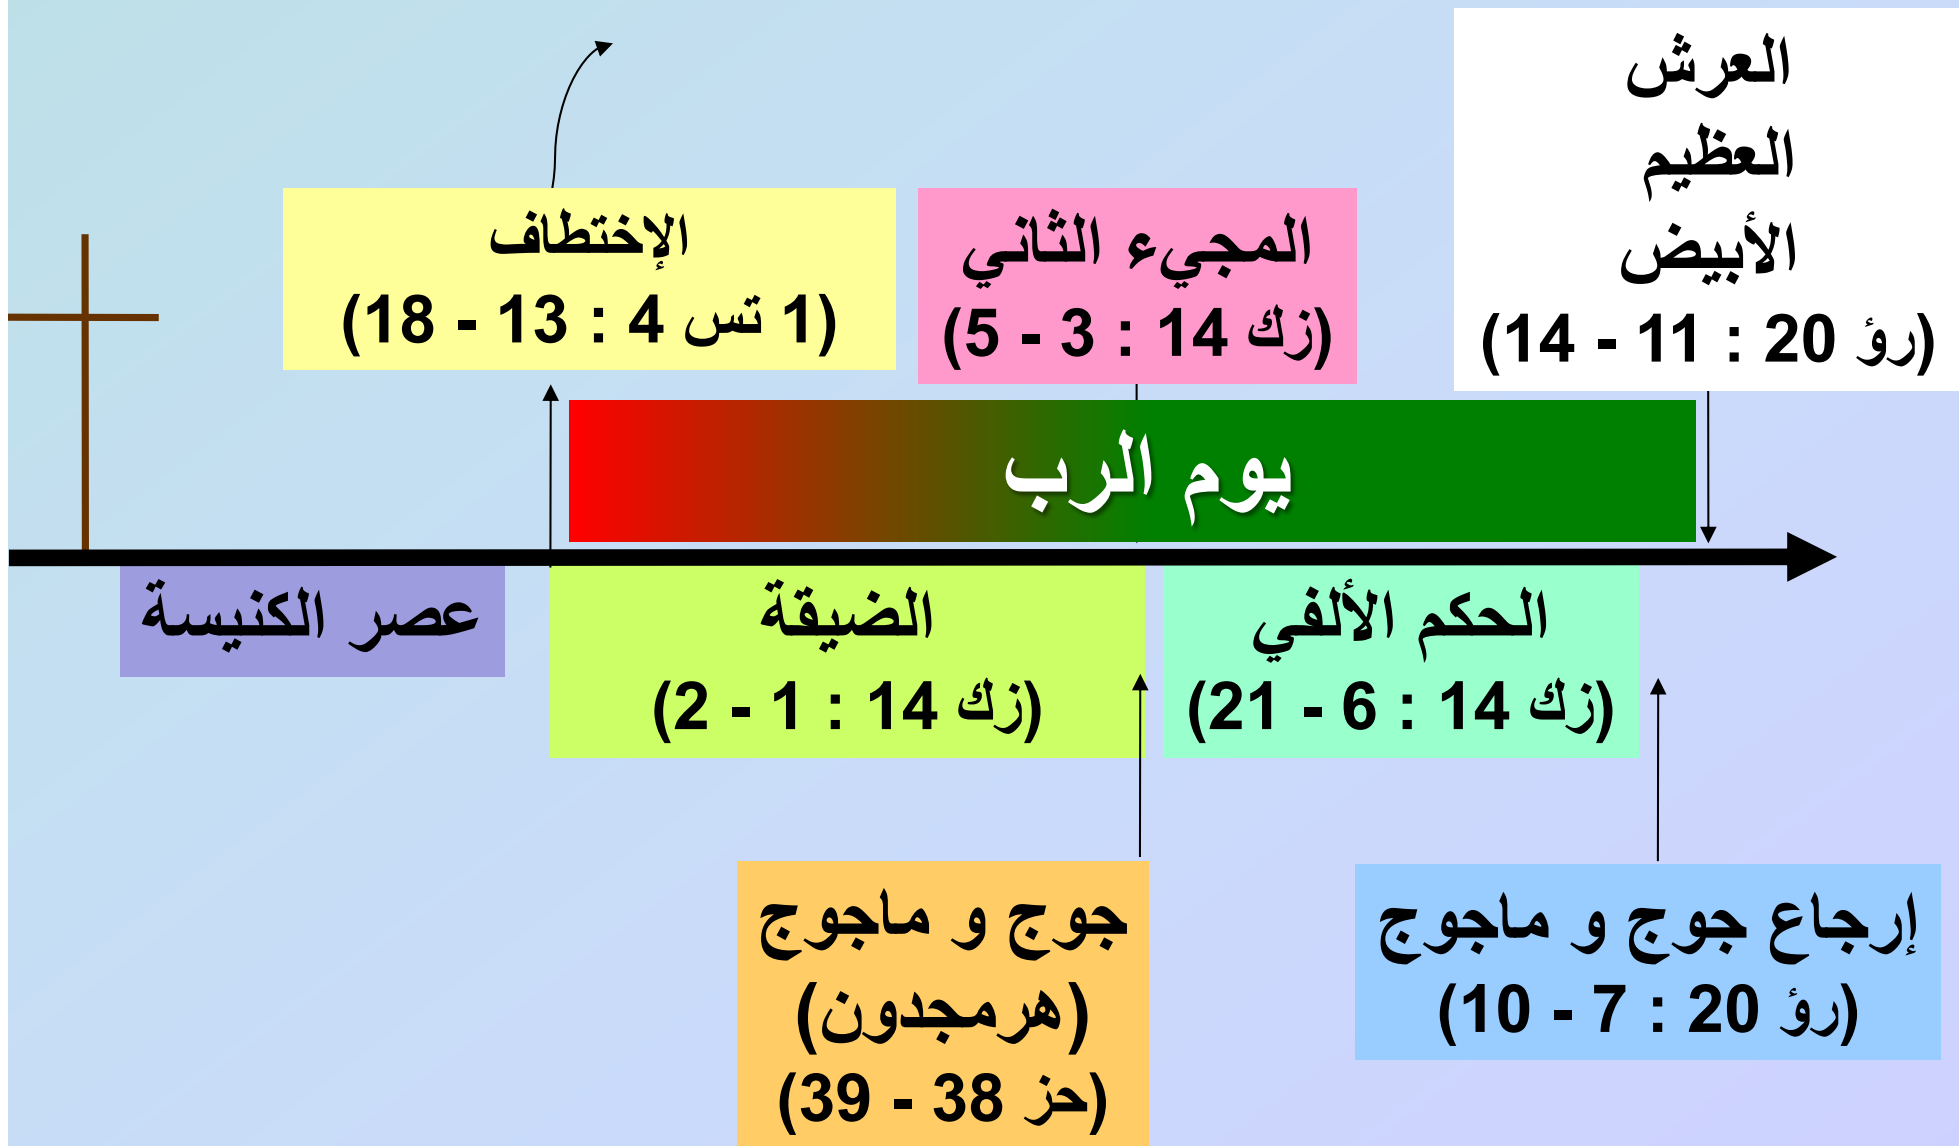 العرش
العظيم
الأبيض
(رؤ 20 : 11 - 14)
الإختطاف
(1 تس 4 : 13 - 18)
المجيء الثاني
(زك 14 : 3 - 5)
يوم الرب
عصر الكنيسة
الضيقة
(زك 14 : 1 - 2)
الحكم الألفي
(زك 14 : 6 - 21)
جوج و ماجوج
(هرمجدون)
(حز 38 - 39)
إرجاع جوج و ماجوج
(رؤ 20 : 7 - 10)